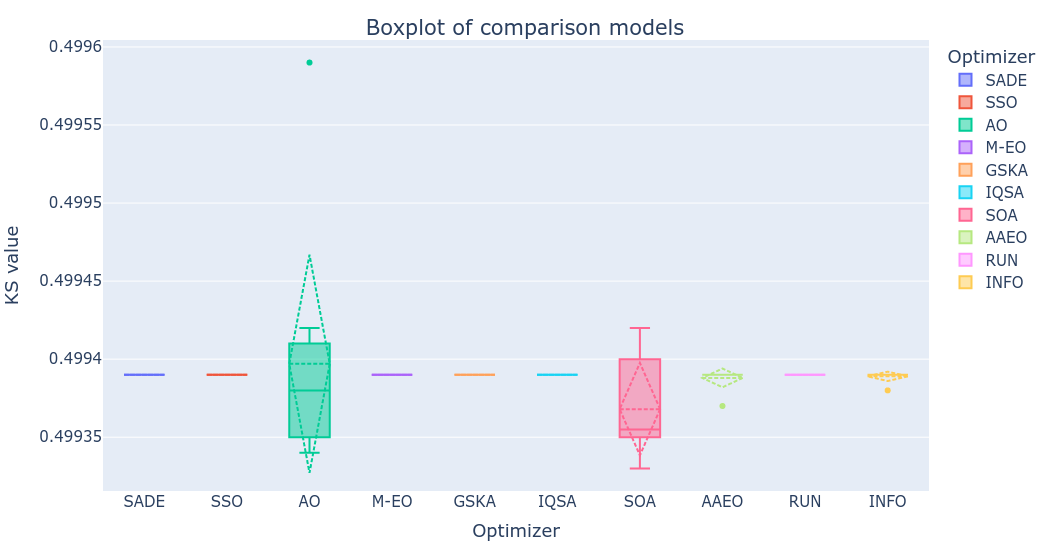 Boxplot of comparison models
0.4996
0.49955
0.4995
0.49945
0.4994
0.49935
KS value
SADE
SSO
AO
M-EO
GSKA
IQSA
SOA
AAEO
RUN
INFO
Optimizer
Optimizer
SADE
SSO
AO
M-EO
GSKA
IQSA
SOA
AAEO
RUN
INFO